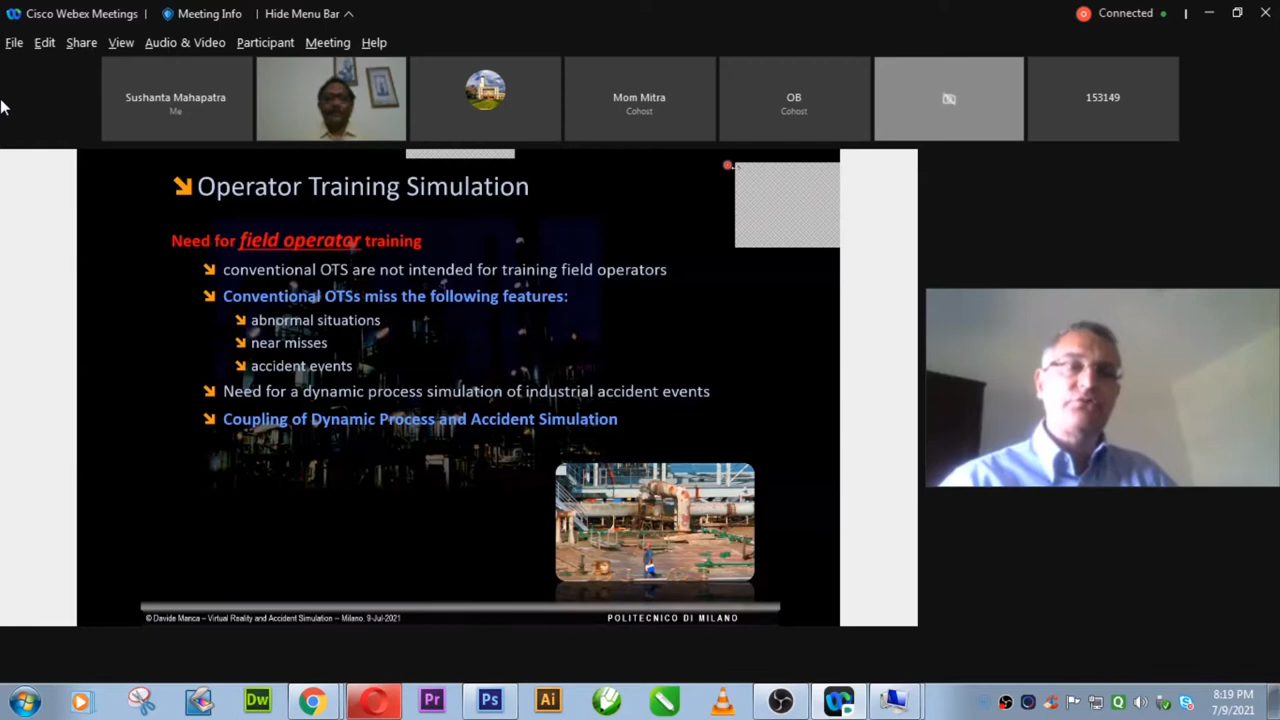 Cisco Webex Meetings
Meeting Info
Hide Menu Bar
Connected
File Edit Share View Audio & Video Participant Meeting Help
Sushanta Mahapatra
Me
Mom Mitra
Cohost
OB
Cohost
153149
Operator Training Simulation
Need for field operator training
conventional OTS are not intended for training field operators
Conventional OTSs miss the following features:
abnormal situations
near misses
accident events
Need for a dynamic process simulation of industrial accident events
Coupling of Dynamic Process and Accident Simulation
© Davide Manca – Virtual Reality and Accident Simulation – Milano, 9-Jul-2021
POLITECNICO DI MILANO
Dw
Pr
Ps
Ai
8:19 PM
7/9/2021